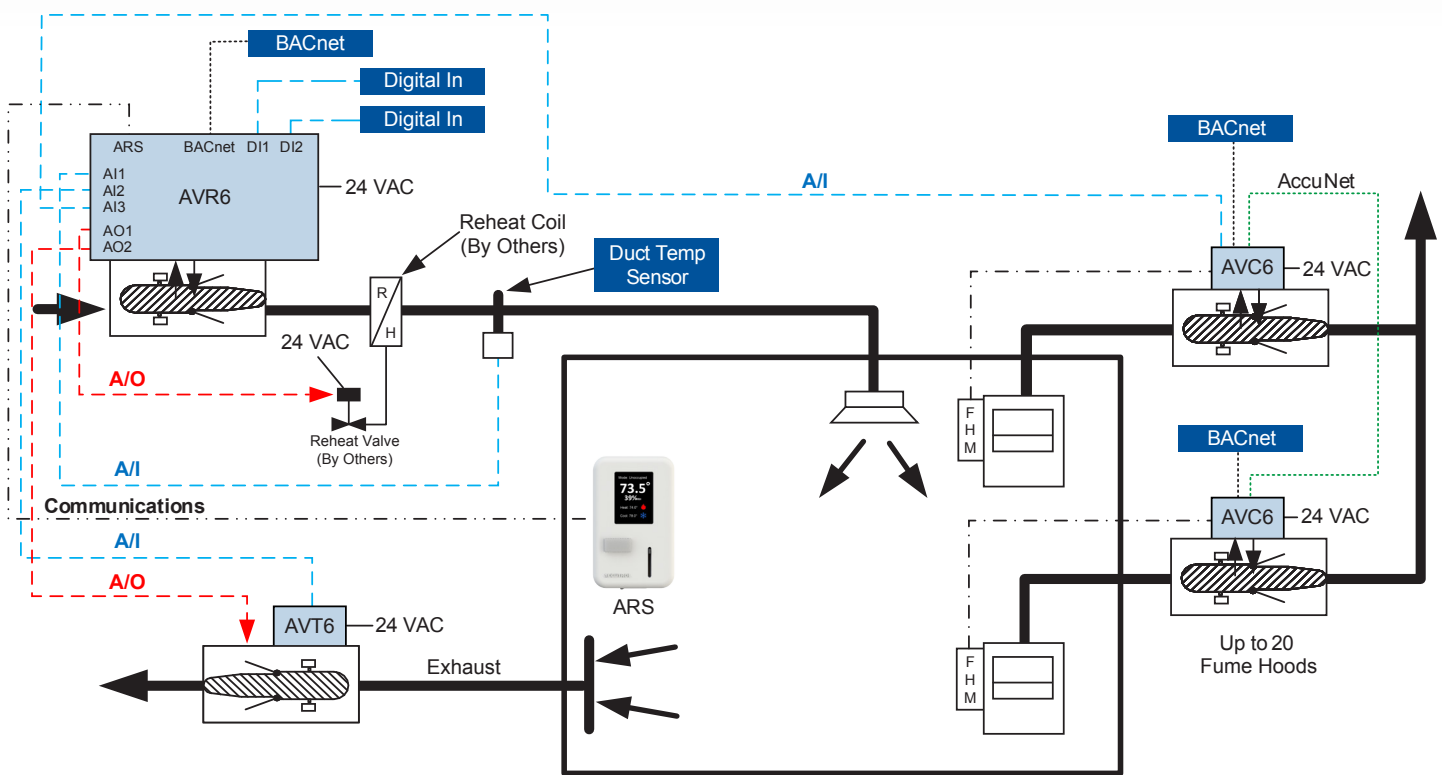 BACnet
Digital In
Digital In
ARS
BACnet
DI1
DI2
AI1
AI2
AI3
AVR6
24 VAC
AO1
AO2
A/I
BACnet
AccuNet
Reheat Coil
(By Others)
Duct Temp
Sensor
AVC6
24 VAC
R
H
24 VAC
A/O
Reheat Valve
(By Others)
F
H
M
BACnet
A/I
Communications
73.5°
39%
AVC6
24 VAC
A/I
A/O
ARS
AVT6
24 VAC
Exhaust
F
H
M
Up to 20
Fume Hoods